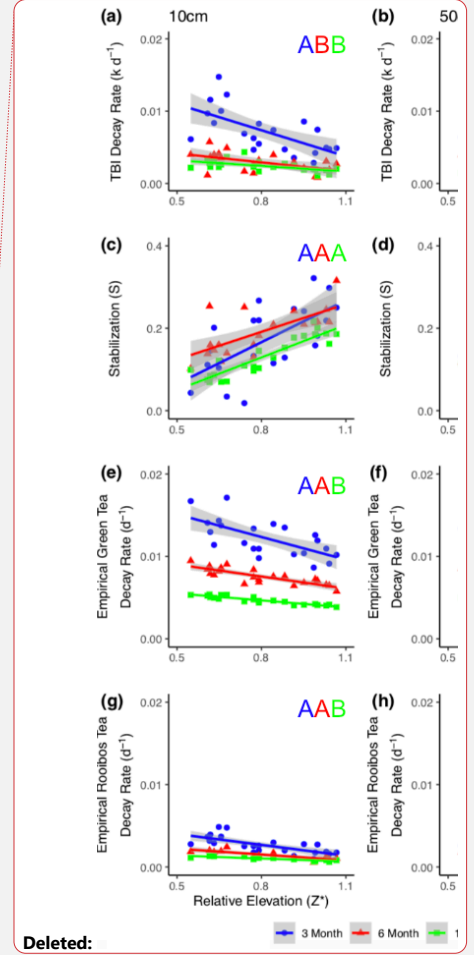 (a) 10cm (b) 50
ABB
TBI Decay Rate (k d⁻¹)
0.02
0.01
0.00
0.5 0.8 1.1
0.02
0.01
0.00
0.5
(c) (d)
AAA
Stabilization (S)
0.4
0.2
0.0
0.5 0.8 1.1
Stabilization (S)
0.4
0.2
0.0
0.5
(e) (f)
AAB
Empirical Green Tea
Decay Rate (d⁻¹)
0.02
0.01
0.00
0.5 0.8 1.1
Empirical Green Tea
Decay Rate (d⁻¹)
0.02
0.01
0.00
0.5
(g) (h)
AAB
Empirical Rooibos Tea
Decay Rate (d⁻¹)
0.02
0.01
0.00
0.5 0.8 1.1
Relative Elevation (Z*)
Empirical Rooibos Tea
Decay Rate (d⁻¹)
0.02
0.01
0.00
0.5
TBI Decay Rate (k d⁻¹)
3 Month 6 Month 1
Deleted: